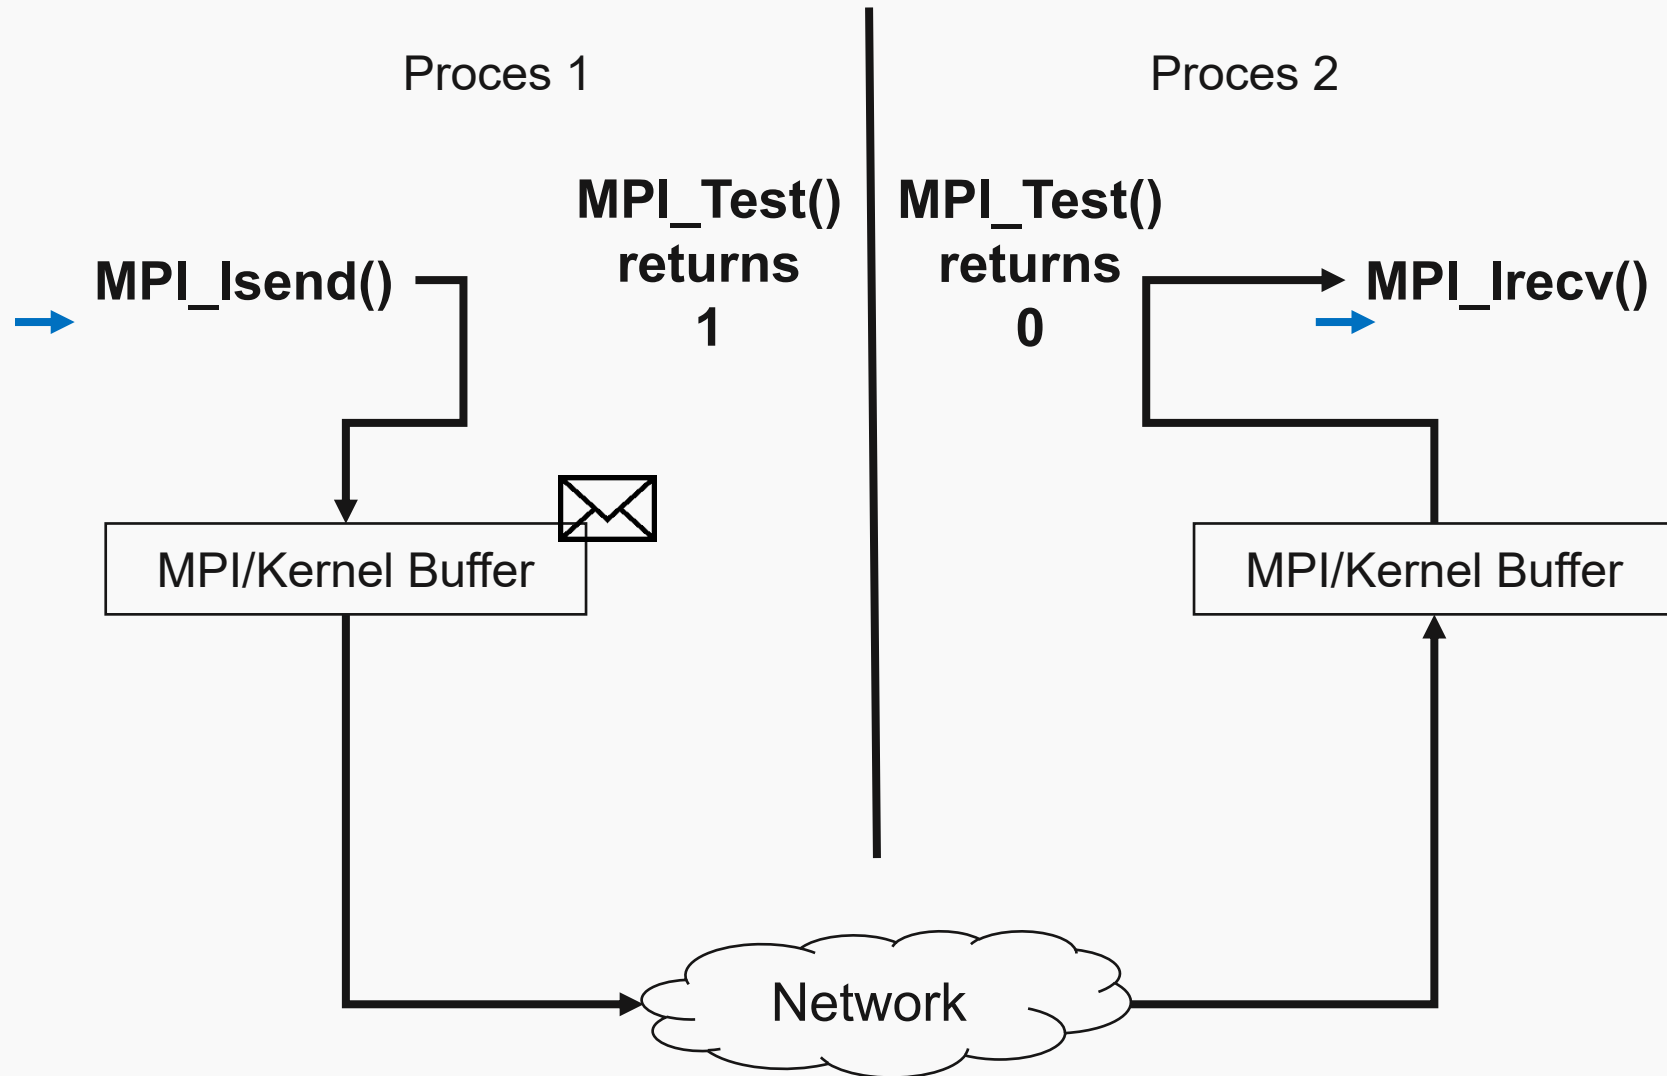 Proces 1
Proces 2
MPI_Test()
returns
1
MPI_Test()
returns
0
MPI_Isend()
MPI_Irecv()
MPI/Kernel Buffer
MPI/Kernel Buffer
Network